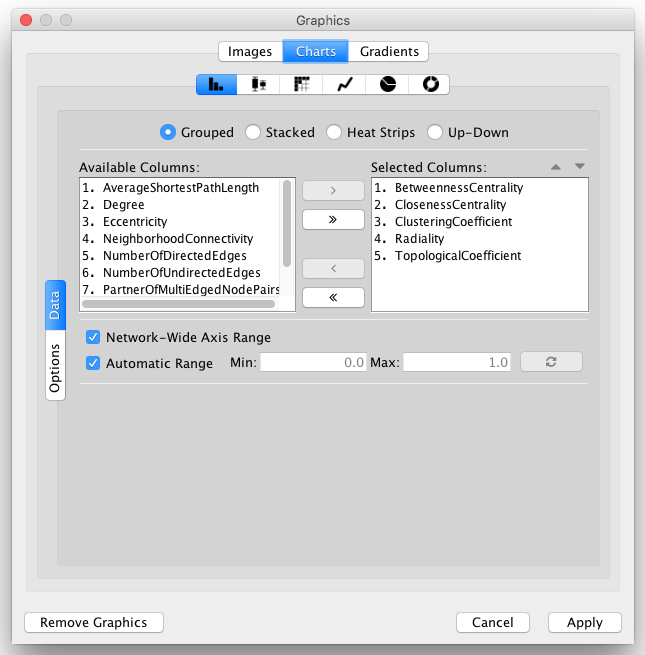 Graphics
Images Charts Gradients
Grouped Stacked Heat Strips Up-Down
Available Columns: Selected Columns:
1. AverageShortestPathLength
2. Degree
3. Eccentricity
4. NeighborhoodConnectivity
5. NumberOfDirectedEdges
6. NumberOfUndirectedEdges
7. PartnerOfMultiEdgedNodePairs
1. BetweennessCentrality
2. ClosenessCentrality
3. ClusteringCoefficient
4. Radiality
5. TopologicalCoefficient
Data
Options
Network-Wide Axis Range
Automatic Range Min: 0.0 Max: 1.0
Remove Graphics Cancel Apply